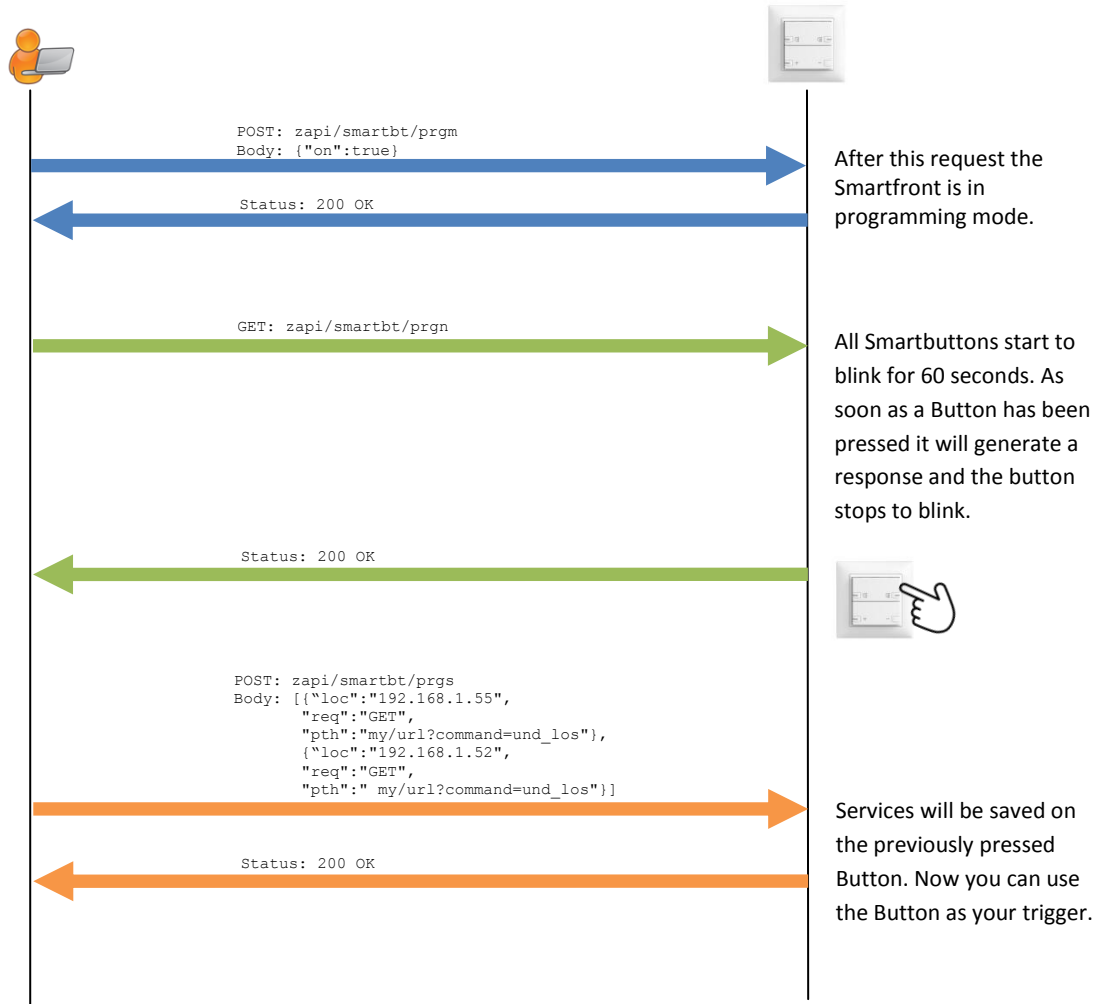 POST: zapi/smartbt/prgm
Body: {"on":true}
After this request the
Smartfront is in
programming mode.
Status: 200 OK
GET: zapi/smartbt/prgn
All Smartbuttons start to
blink for 60 seconds. As
soon as a Button has been
pressed it will generate a
response and the button
stops to blink.
Status: 200 OK
POST: zapi/smartbt/prgs
Body: [{“loc":"192.168.1.55",
"req":"GET",
"pth":"my/url?command=und_los"},
{“loc":"192.168.1.52",
"req":"GET",
"pth":" my/url?command=und_los"}]
Services will be saved on
the previously pressed
Button. Now you can use
the Button as your trigger.
Status: 200 OK